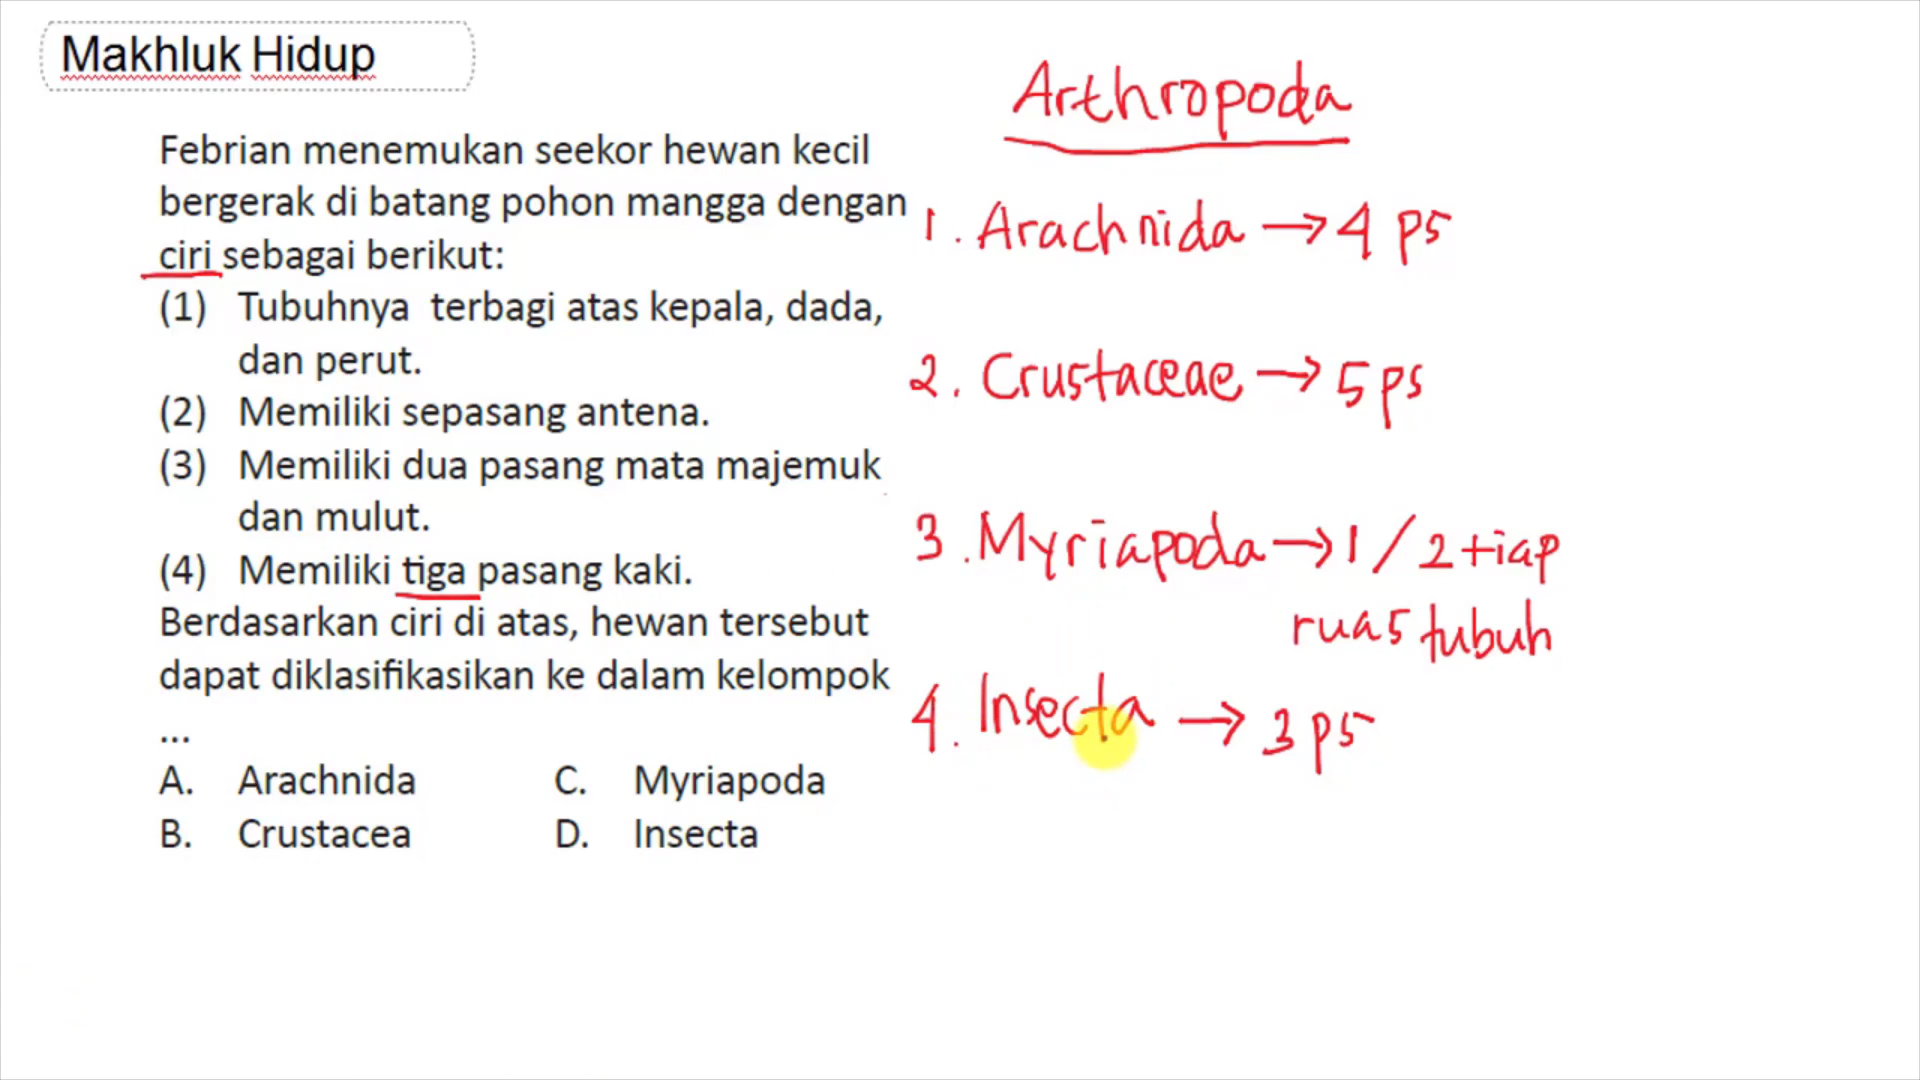 Makhluk Hidup
Febrian menemukan seekor hewan kecil
bergerak di batang pohon mangga dengan
ciri sebagai berikut:
(1) Tubuhnya terbagi atas kepala, dada,
dan perut.
(2) Memiliki sepasang antena.
(3) Memiliki dua pasang mata majemuk
dan mulut.
(4) Memiliki tiga pasang kaki.
Berdasarkan ciri di atas, hewan tersebut
dapat diklasifikasikan ke dalam kelompok
...
A. Arachnida C. Myriapoda
B. Crustacea D. Insecta
Arthropoda
1. Arachnida → 4 ps
2. Crustaceae → 5 ps
3. Myriapoda → 1 / 2 tiap
ruas tubuh
4. Insecta → 3 ps